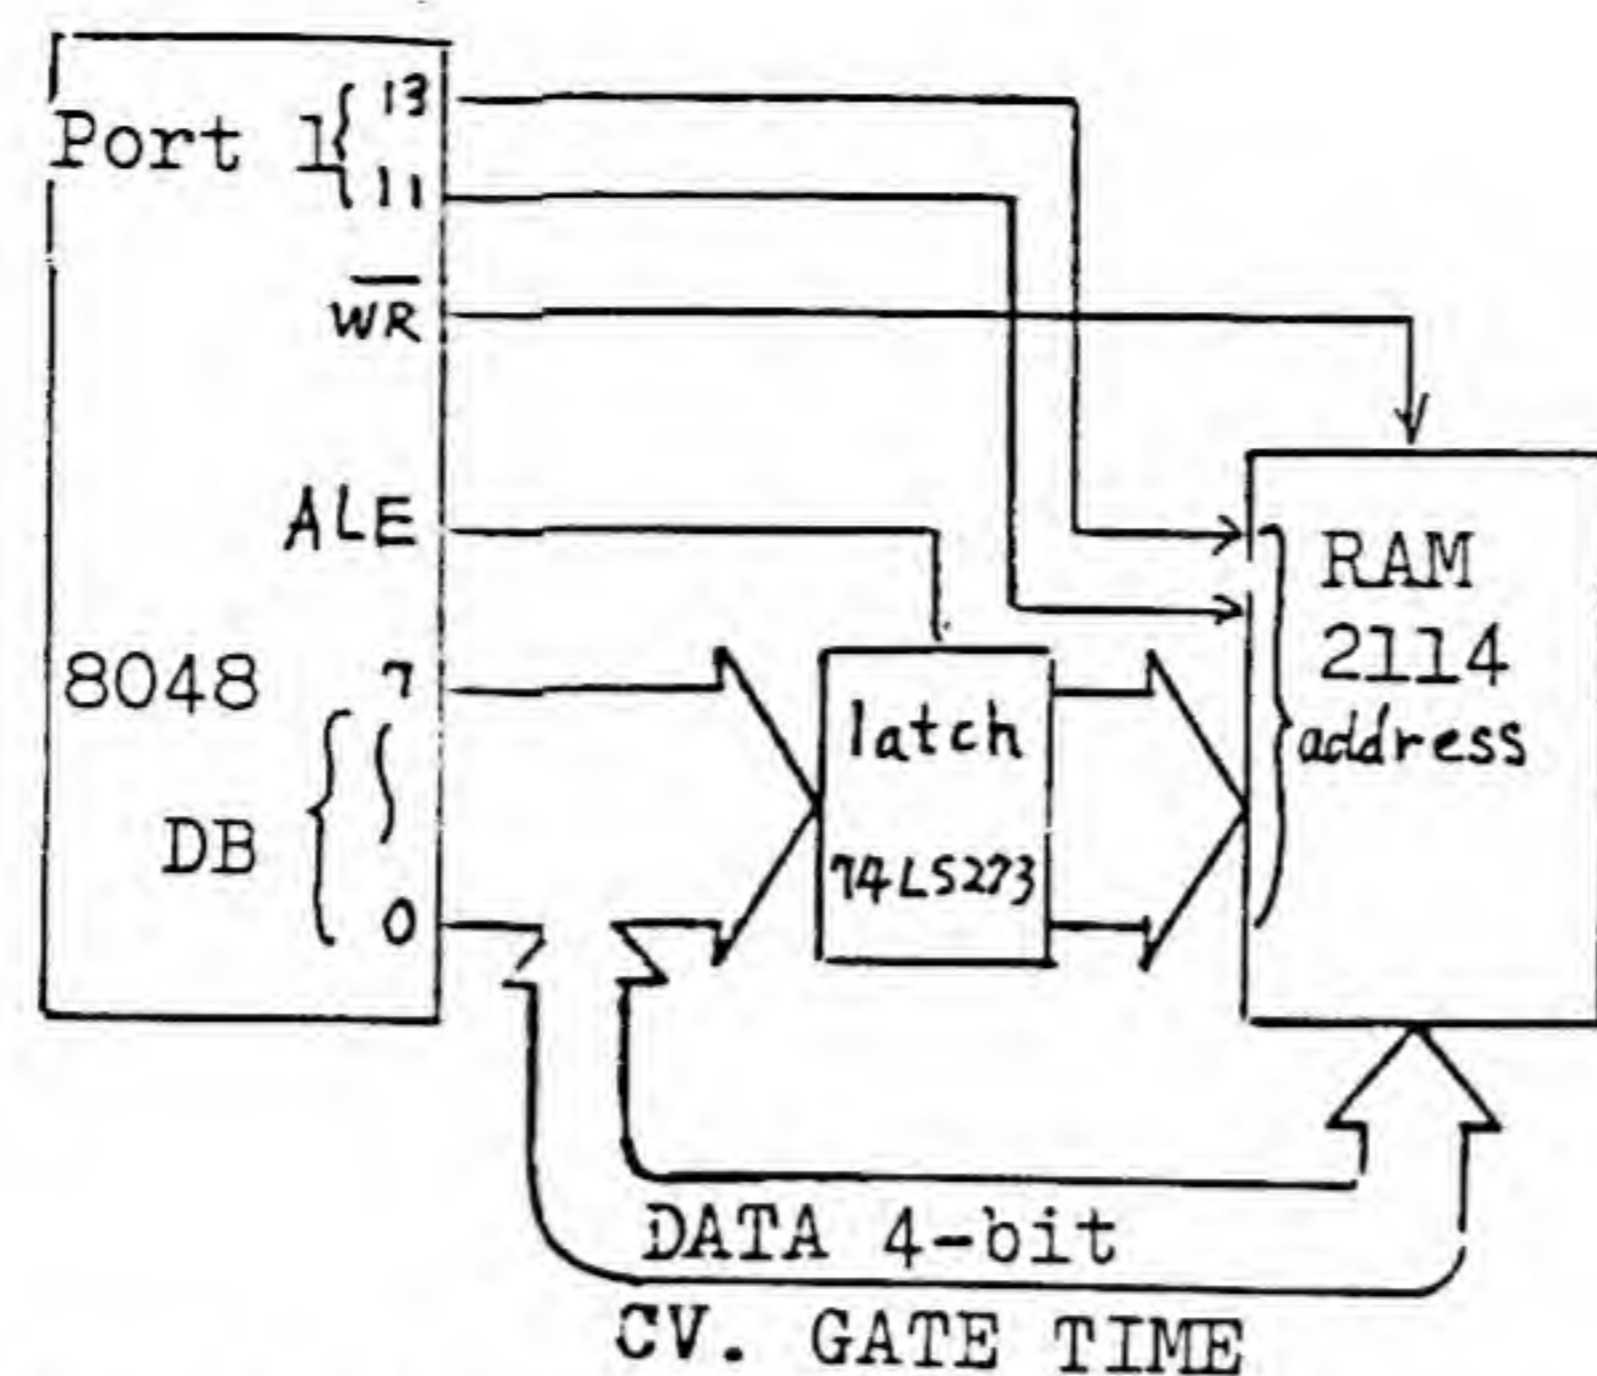 Port 1
13
11
WR
ALE
8048
7
DB
0
latch
74LS273
RAM
2114
address
DATA 4-bit
CV. GATE TIME